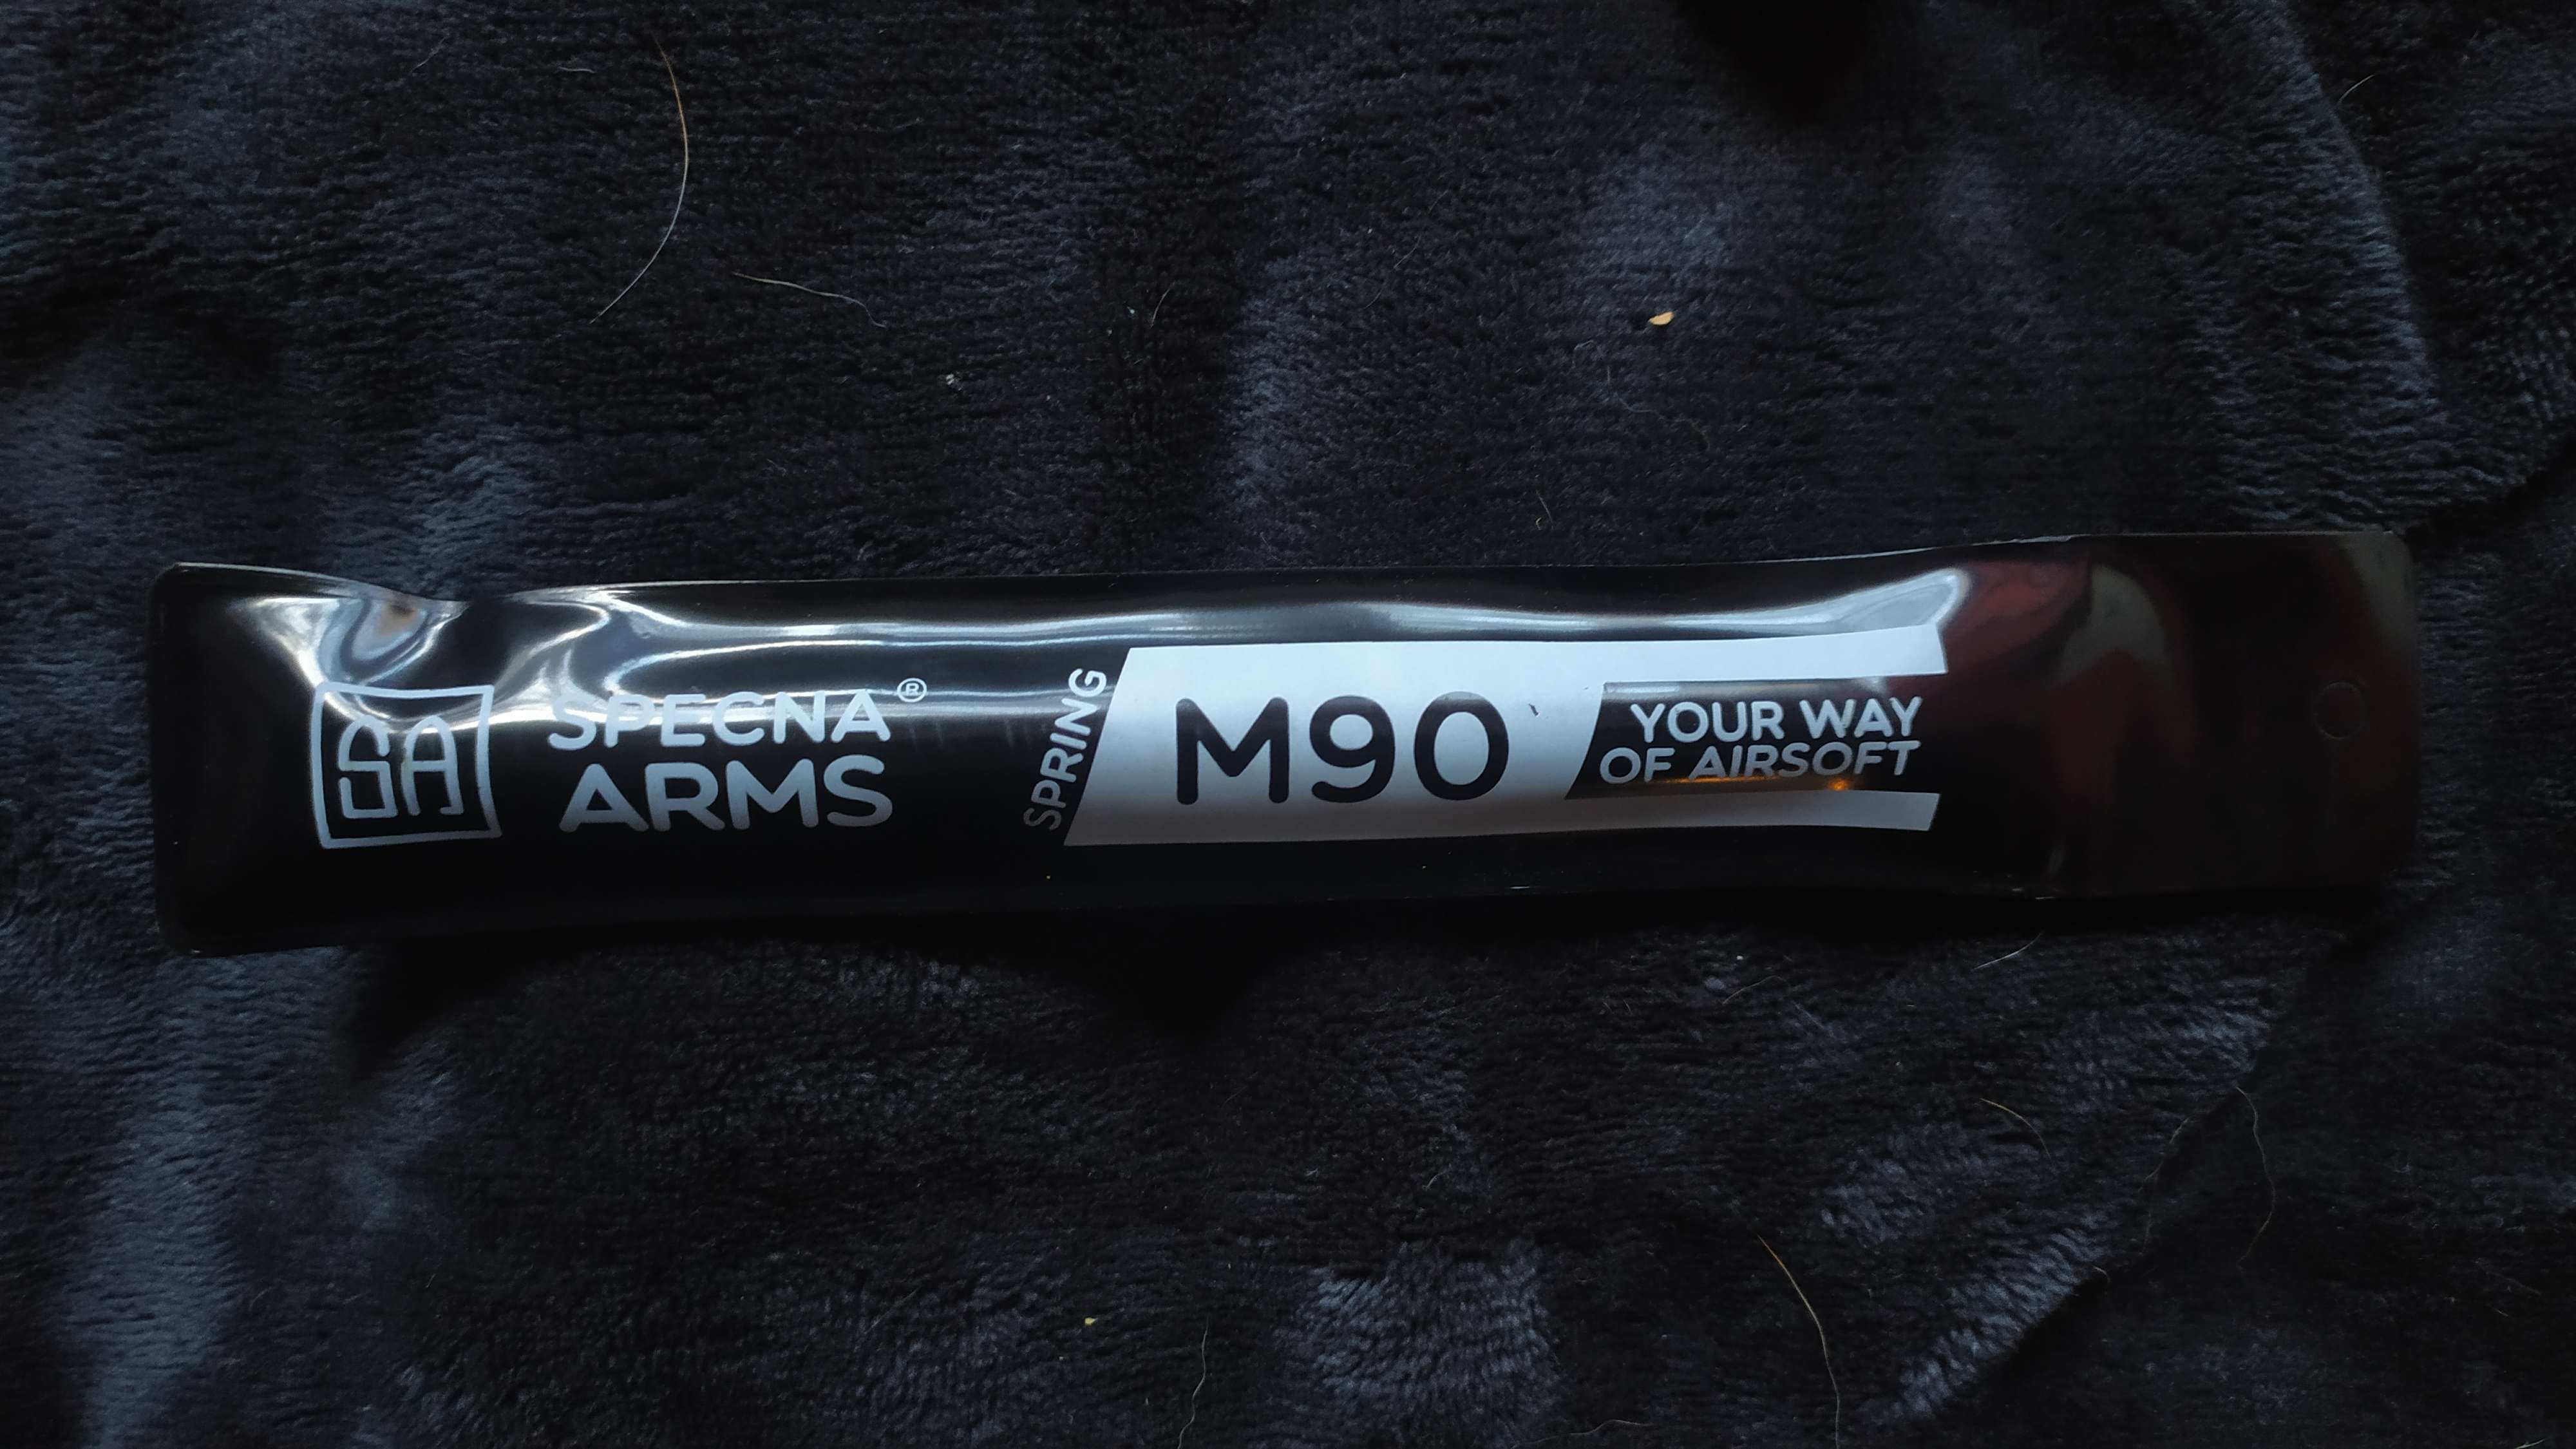 SA
SPECNA®
ARMS
SPRING
M90
YOUR WAY
OF AIRSOFT